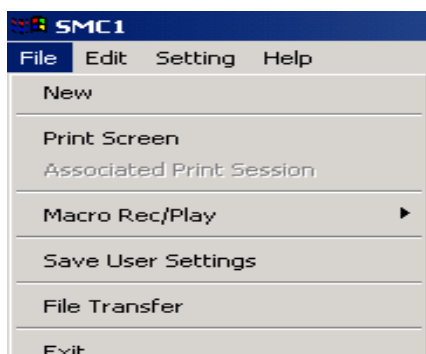 SMC1
File Edit Setting Help
New
Print Screen
Associated Print Session
Macro Rec/Play
Save User Settings
File Transfer
Exit